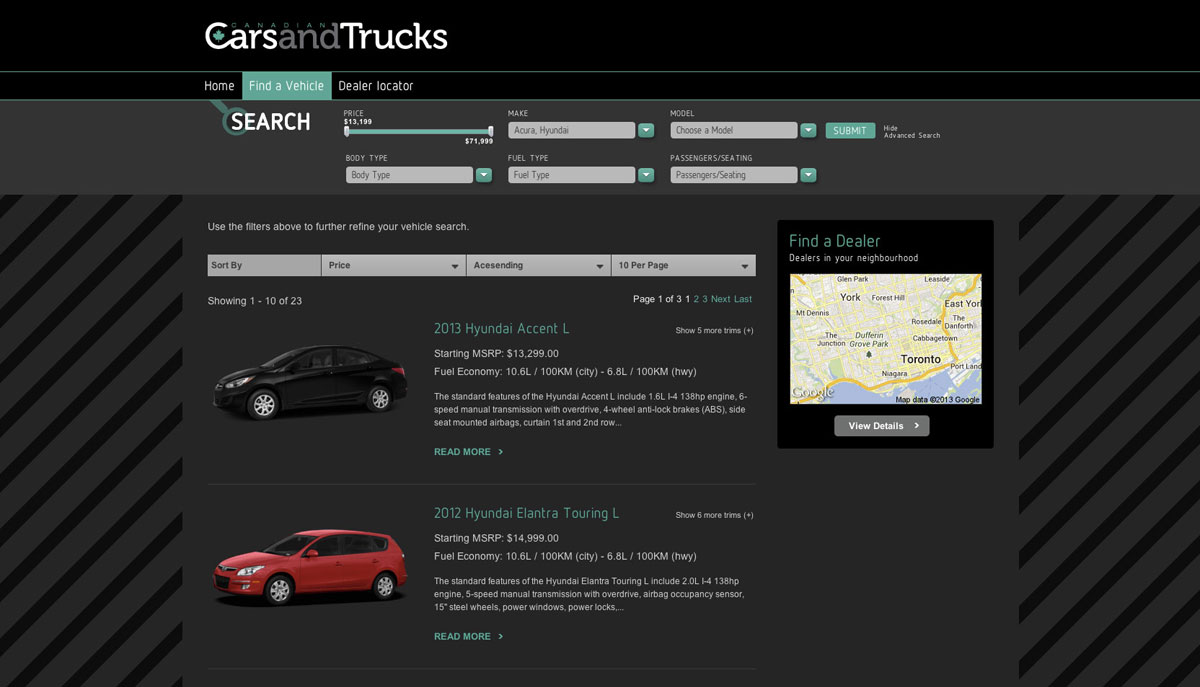 CANADIAN
CarsandTrucks
Home Find a Vehicle Dealer locator
SEARCH
PRICE
$13,199
$71,999
MAKE
Acura, Hyundai
MODEL
Choose a Model
SUBMIT
Hide
Advanced Search
BODY TYPE
Body Type
FUEL TYPE
Fuel Type
PASSENGERS/SEATING
Passengers/Seating
Use the filters above to further refine your vehicle search.
Sort By Price Acesending 10 Per Page
Showing 1 - 10 of 23
Page 1 of 3 1 2 3 Next Last
2013 Hyundai Accent L
Show 5 more trims (+)
Starting MSRP: $13,299.00
Fuel Economy: 10.6L / 100KM (city) - 6.8L / 100KM (hwy)
The standard features of the Hyundai Accent L include 1.6L I-4 138hp engine, 6-
speed manual transmission with overdrive, 4-wheel anti-lock brakes (ABS), side
seat mounted airbags, curtain 1st and 2nd row...
READ MORE >
2012 Hyundai Elantra Touring L
Show 6 more trims (+)
Starting MSRP: $14,999.00
Fuel Economy: 10.6L / 100KM (city) - 6.8L / 100KM (hwy)
The standard features of the Hyundai Elantra Touring L include 2.0L I-4 138hp
engine, 5-speed manual transmission with overdrive, airbag occupancy sensor,
15" steel wheels, power windows, power locks,...
READ MORE >
Find a Dealer
Dealers in your neighbourhood
Glen Park
Leaside
York
Forest Hill
East Yor
Mt Dennis
Rosedale
The
Danforth
The
Junction
Dufferin
Grove Park
Cabbagetown
Toronto
Port Land
Niagara
Google
Map data ©2013 Google
View Details >